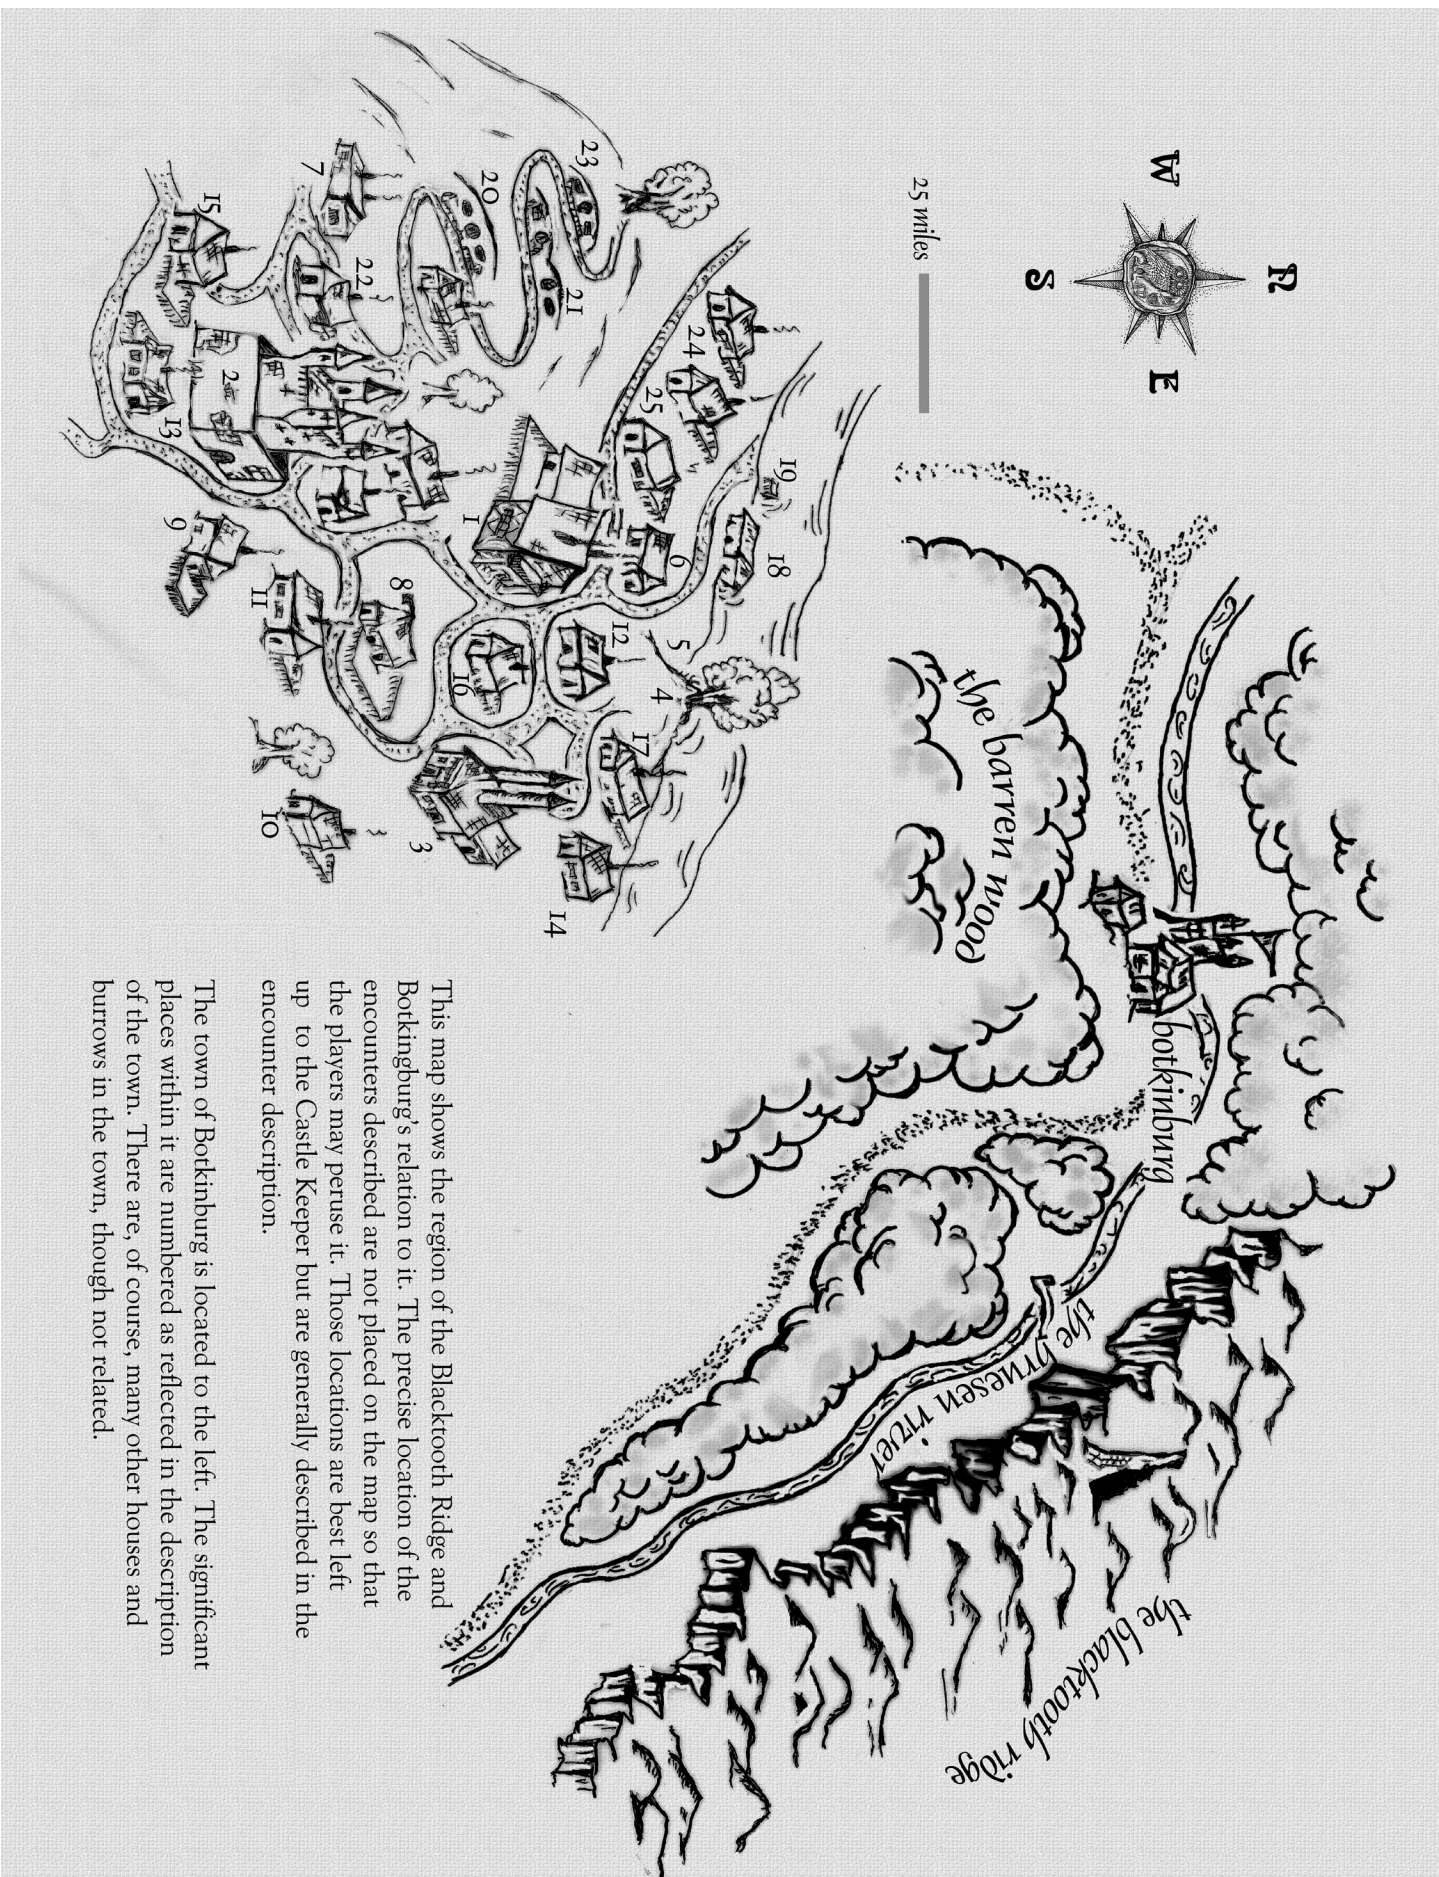 N
W
E
S
25 miles
the blacktooth ridge
botkinburg
the bruesen river
the barren wood
19
18
24
5
6
4
25
17
12
23
21
14
20
1
16
3
8
22
7
10
11
2
15
9
13
This map shows the region of the Blacktooth Ridge and
Botkingburg's relation to it. The precise location of the
encounters described are not placed on the map so that
the players may peruse it. Those locations are best left
up to the Castle Keeper but are generally described in the
encounter description.
The town of Botkinburg is located to the left. The significant
places within it are numbered as reflected in the description
of the town. There are, of course, many other houses and
burrows in the town, though not related.